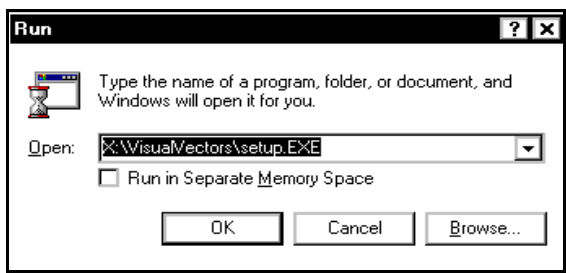 Run
Type the name of a program, folder, or document, and
Windows will open it for you.
Open: X:\VisualVectors\setup.EXE
Run in Separate Memory Space
OK Cancel Browse...